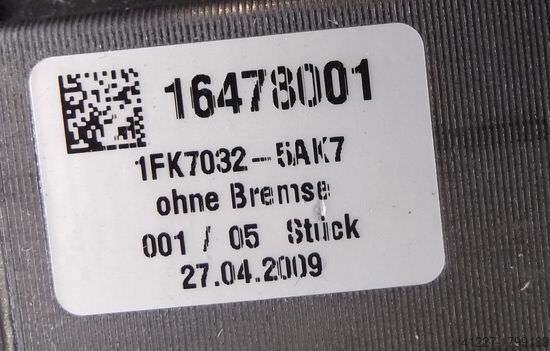 16478001
1FK7032-5AK7
ohne Bremse
001 / 05 Stück
27.04.2009